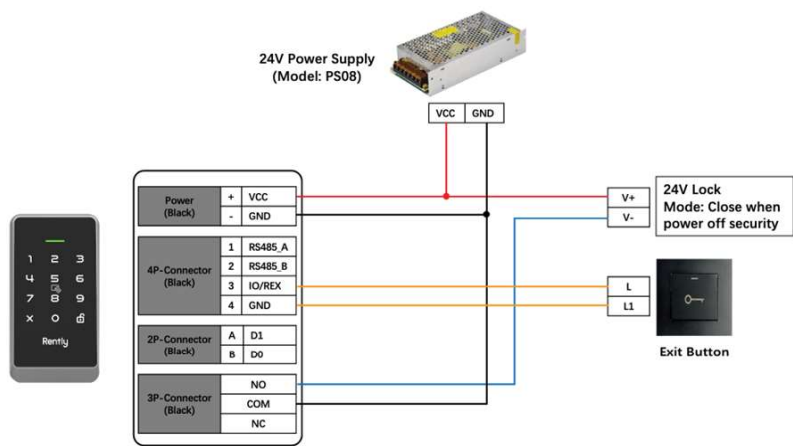 24V Power Supply
(Model: PS08)
VCC GND
Power
(Black)
+ VCC
- GND
4P-Connector
(Black)
1 RS485_A
2 RS485_B
3 IO/REX
4 GND
2P-Connector
(Black)
A D1
B D0
3P-Connector
(Black)
NO
COM
NC
V+
V-
24V Lock
Mode: Close when
power off security
L
L1
Exit Button
1 2 3
4 5 6
7 8 9
× 0
Rently